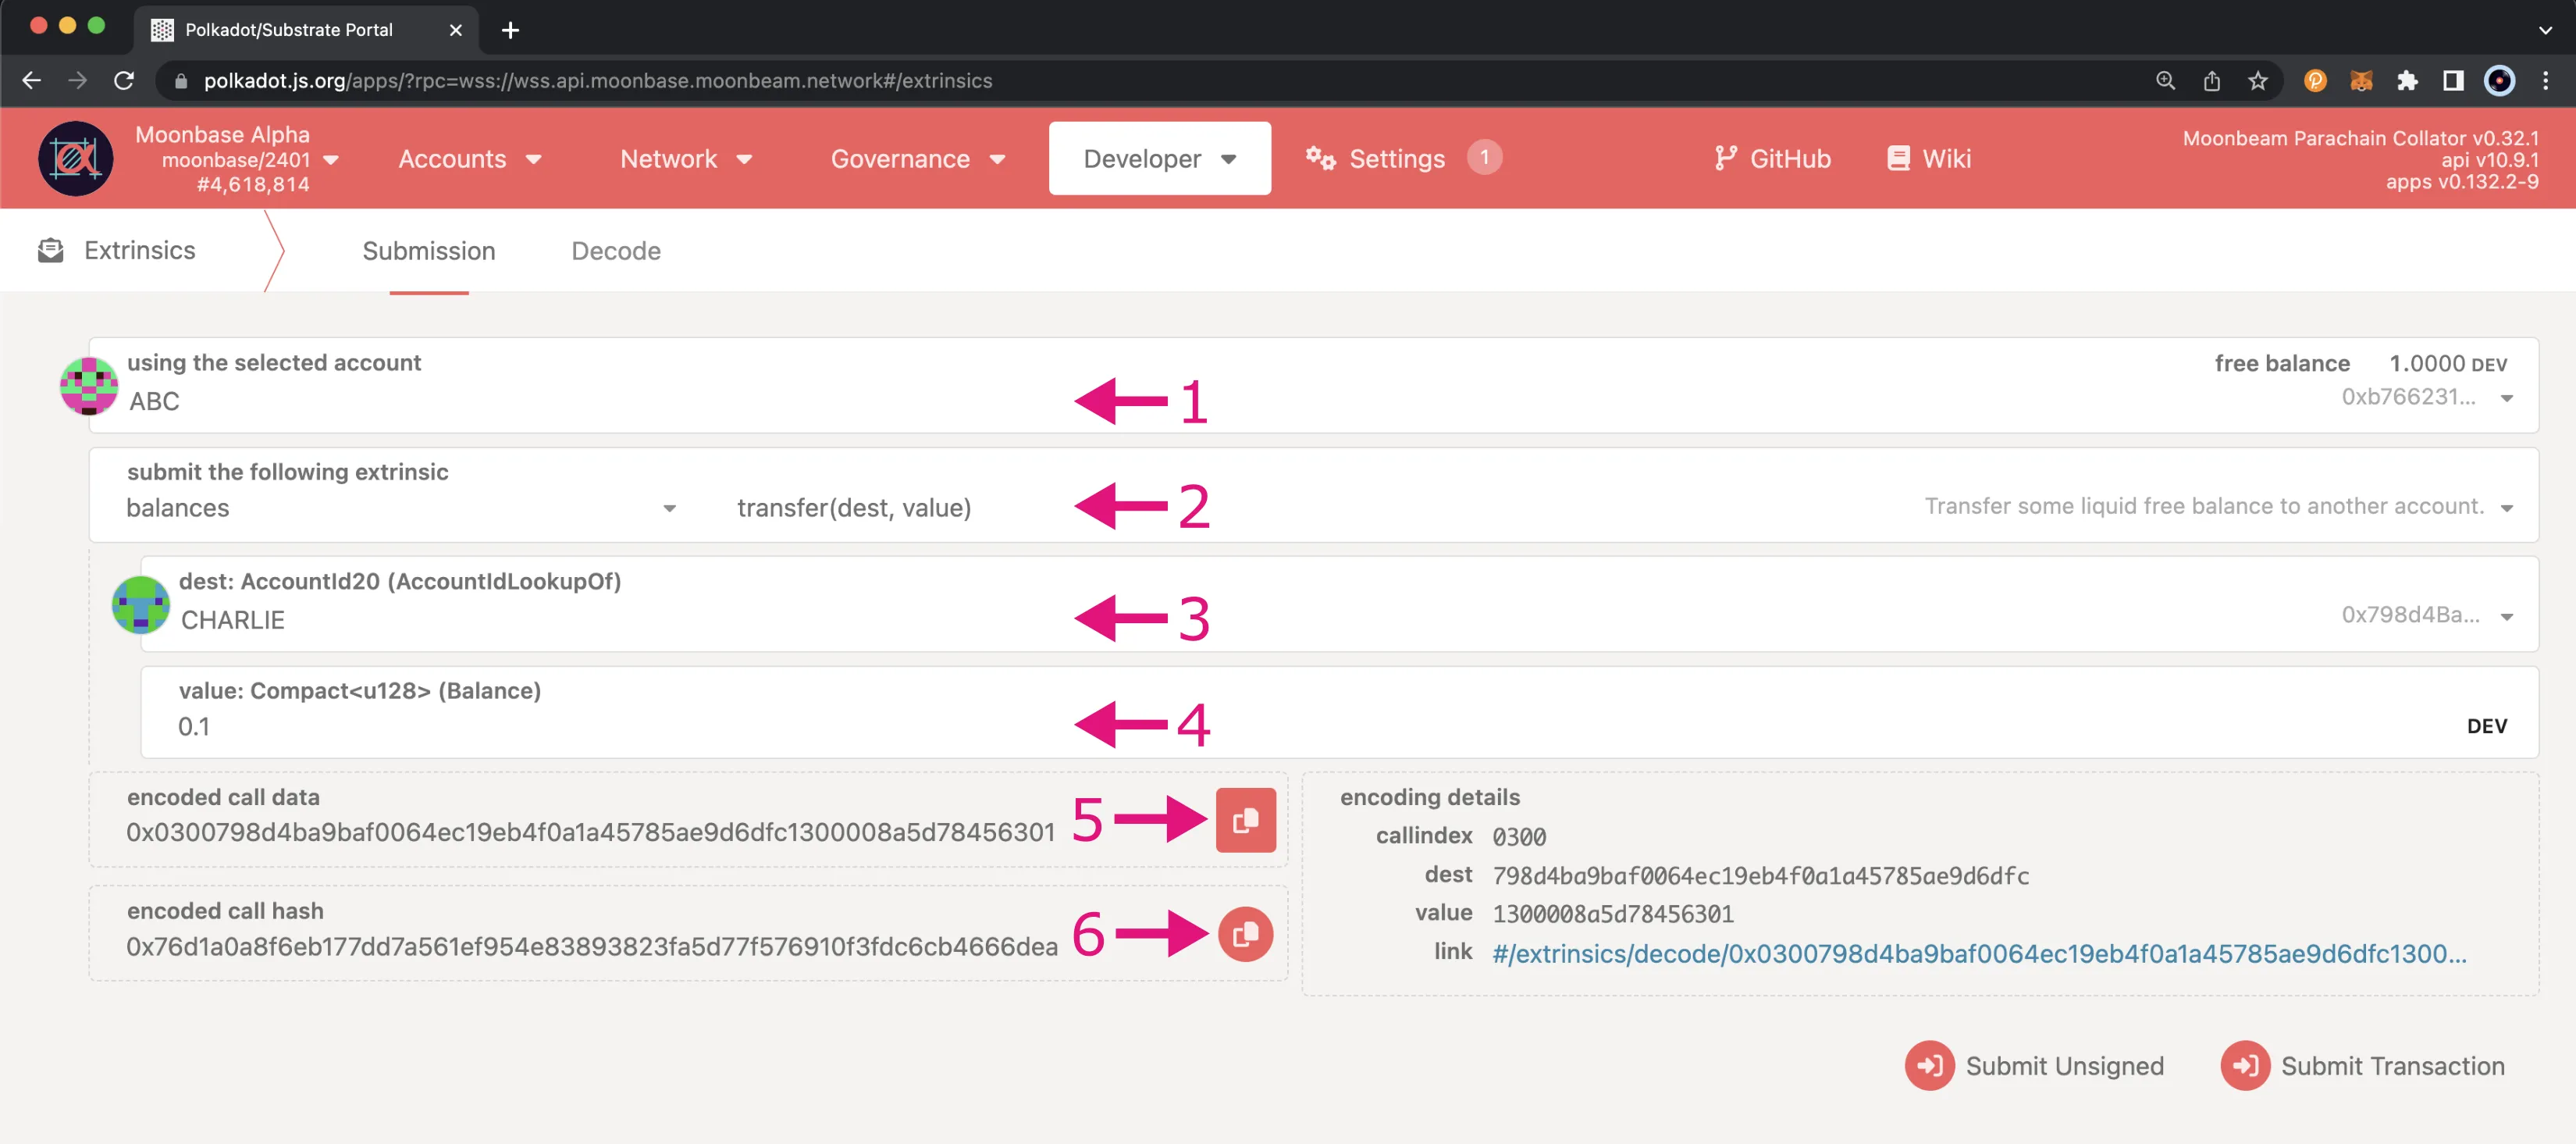 Polkadot/Substrate Portal
polkadot.js.org/apps/?rpc=wss://wss.api.moonbase.moonbeam.network#/extrinsics
Moonbase Alpha
moonbase/2401
#4,618,814
Accounts
Network
Governance
Developer
Settings
1
GitHub
Wiki
Moonbeam Parachain Collator v0.32.1
api v10.9.1
apps v0.132.2-9
Extrinsics
Submission
Decode
using the selected account
ABC
1
free balance 1.0000 DEV
0xb766231...
submit the following extrinsic
balances
transfer(dest, value)
2
Transfer some liquid free balance to another account.
dest: AccountId20 (AccountIdLookupOf)
CHARLIE
3
0x798d4Ba...
value: Compact<u128> (Balance)
0.1
4
DEV
encoded call data
0x0300798d4ba9baf0064ec19eb4f0a1a45785ae9d6dfc1300008a5d78456301
5
encoded call hash
0x76d1a0a8f6eb177dd7a561ef954e83893823fa5d77f576910f3fdc6cb4666dea
6
encoding details
callindex 0300
dest 798d4ba9baf0064ec19eb4f0a1a45785ae9d6dfc
value 1300008a5d78456301
link #/extrinsics/decode/0x0300798d4ba9baf0064ec19eb4f0a1a45785ae9d6dfc1300...
Submit Unsigned
Submit Transaction